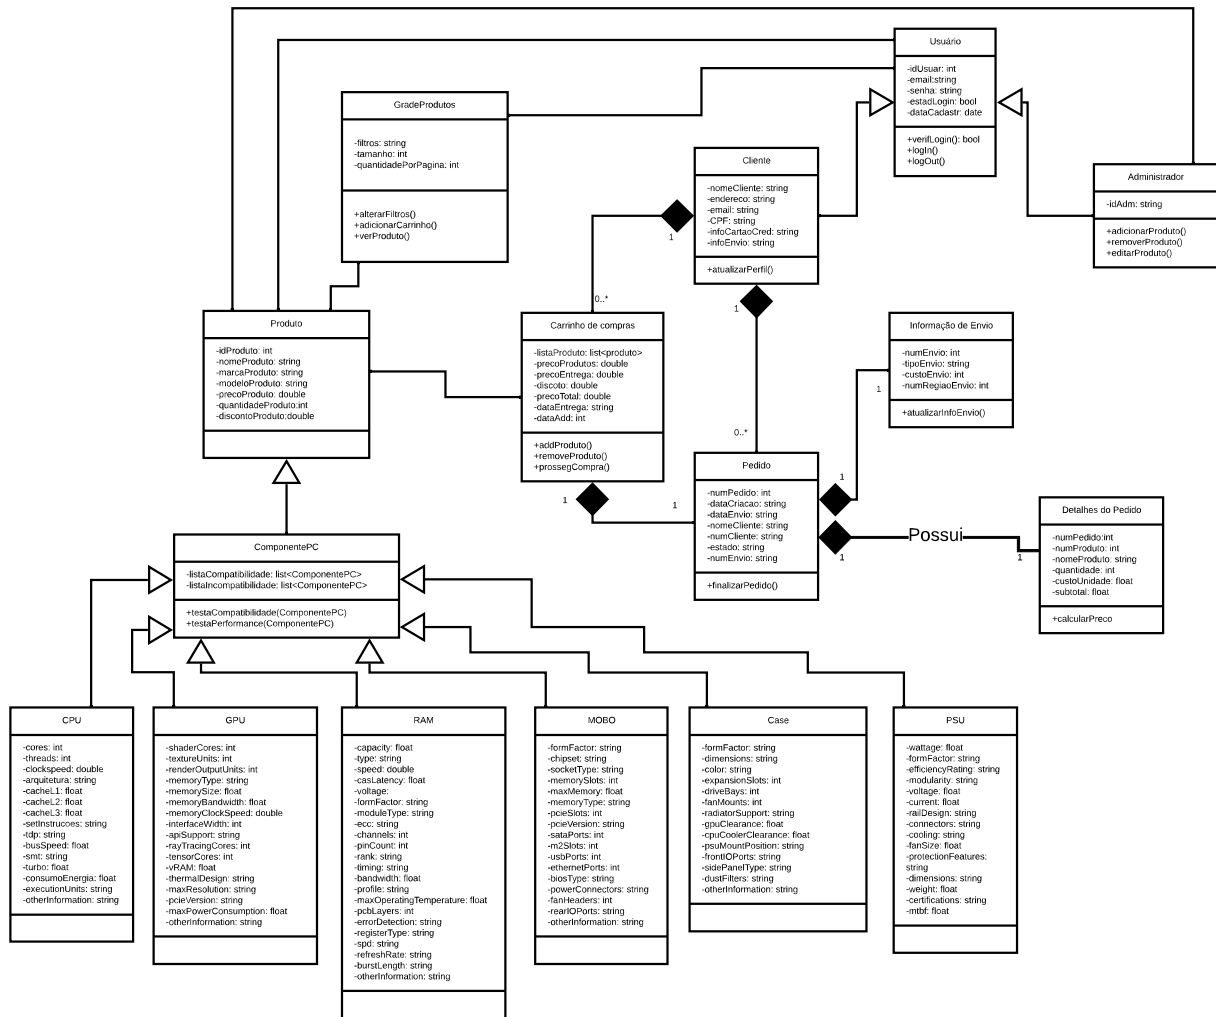 Usuário
-idUsuar: int
-email:string
-senha: string
-estadLogin: bool
-dataCadastr: date
+verifLogin(): bool
+logIn()
+logOut()
GradeProdutos
-filtros: string
-tamanho: int
-quantidadePorPagina: int
+alterarFiltros()
+adicionarCarrinho()
+verProduto()
Cliente
-nomeCliente: string
-endereco: string
-email: string
-CPF: string
-infoCartaoCred: string
-infoEnvio: string
+atualizarPerfil()
Administrador
-idAdm: string
+adicionarProduto()
+removerProduto()
+editarProduto()
1
0..*
1
0..*
Produto
-idProduto: int
-nomeProduto: string
-marcaProduto: string
-modeloProduto: string
-precoProduto: double
-quantidadeProduto:int
-discontoProduto:double
Carrinho de compras
-listaProduto: list<produto>
-precoProdutos: double
-precoEntrega: double
-discoto: double
-precoTotal: double
-dataEntrega: string
-dataAdd: int
+addProduto()
+removeProduto()
+prossegCompra()
Informação de Envio
-numEnvio: int
-tipoEnvio: string
-custoEnvio: int
-numRegiaoEnvio: int
+atualizarInfoEnvio()
1
1
1
1
Pedido
-numPedido: int
-dataCriacao: string
-dataEnvio: string
-nomeCliente: string
-numCliente: string
-estado: string
-numEnvio: string
+finalizarPedido()
Possui
1
1
Detalhes do Pedido
-numPedido:int
-numProduto: int
-nomeProduto: string
-quantidade: int
-custoUnidade: float
-subtotal: float
+calcularPreco
ComponentePC
-listaCompatibilidade: list<ComponentePC>
-listaIncompatibilidade: list<ComponentePC>
+testaCompatibilidade(ComponentePC)
+testaPerformance(ComponentePC)
CPU
-cores: int
-threads: int
-clockspeed: double
-arquitetura: string
-cacheL1: float
-cacheL2: float
-cacheL3: float
-setInstrucoes: string
-tdp: string
-busSpeed: float
-smt: string
-turbo: float
-consumoEnergia: float
-executionUnits: string
-otherInformation: string
GPU
-shaderCores: int
-textureUnits: int
-renderOutputUnits: int
-memoryType: string
-memorySize: float
-memoryBandwidth: float
-memoryClockSpeed: double
-interfaceWidth: int
-apiSupport: string
-rayTracingCores: int
-tensorCores: int
-vRAM: float
-thermalDesign: string
-maxResolution: string
-pcieVersion: string
-maxPowerConsumption: float
-otherInformation: string
RAM
-capacity: float
-type: string
-speed: double
-casLatency: float
-voltage:
-formFactor: string
-moduleType: string
-ecc: string
-channels: int
-pinCount: int
-rank: string
-timing: string
-bandwidth: float
-profile: string
-maxOperatingTemperature: float
-pcbLayers: int
-errorDetection: string
-registerType: string
-spd: string
-refreshRate: string
-burstLength: string
-otherInformation: string
MOBO
-formFactor: string
-chipset: string
-socketType: string
-memorySlots: int
-maxMemory: float
-memoryType: string
-pcieSlots: int
-pcieVersion: string
-sataPorts: int
-m2Slots: int
-usbPorts: int
-ethernetPorts: int
-biosType: string
-powerConnectors: string
-fanHeaders: int
-rearIOPorts: string
-otherInformation: string
Case
-formFactor: string
-dimensions: string
-color: string
-expansionSlots: int
-driveBays: int
-fanMounts: int
-radiatorSupport: string
-gpuClearance: float
-cpuCoolerClearance: float
-psuMountPosition: string
-frontIOPorts: string
-sidePanelType: string
-dustFilters: string
-otherInformation: string
PSU
-wattage: float
-formFactor: string
-efficiencyRating: string
-modularity: string
-voltage: float
-current: float
-railDesign: string
-connectors: string
-cooling: string
-fanSize: float
-protectionFeatures:
string
-dimensions: string
-weight: float
-certifications: string
-mtbf: float